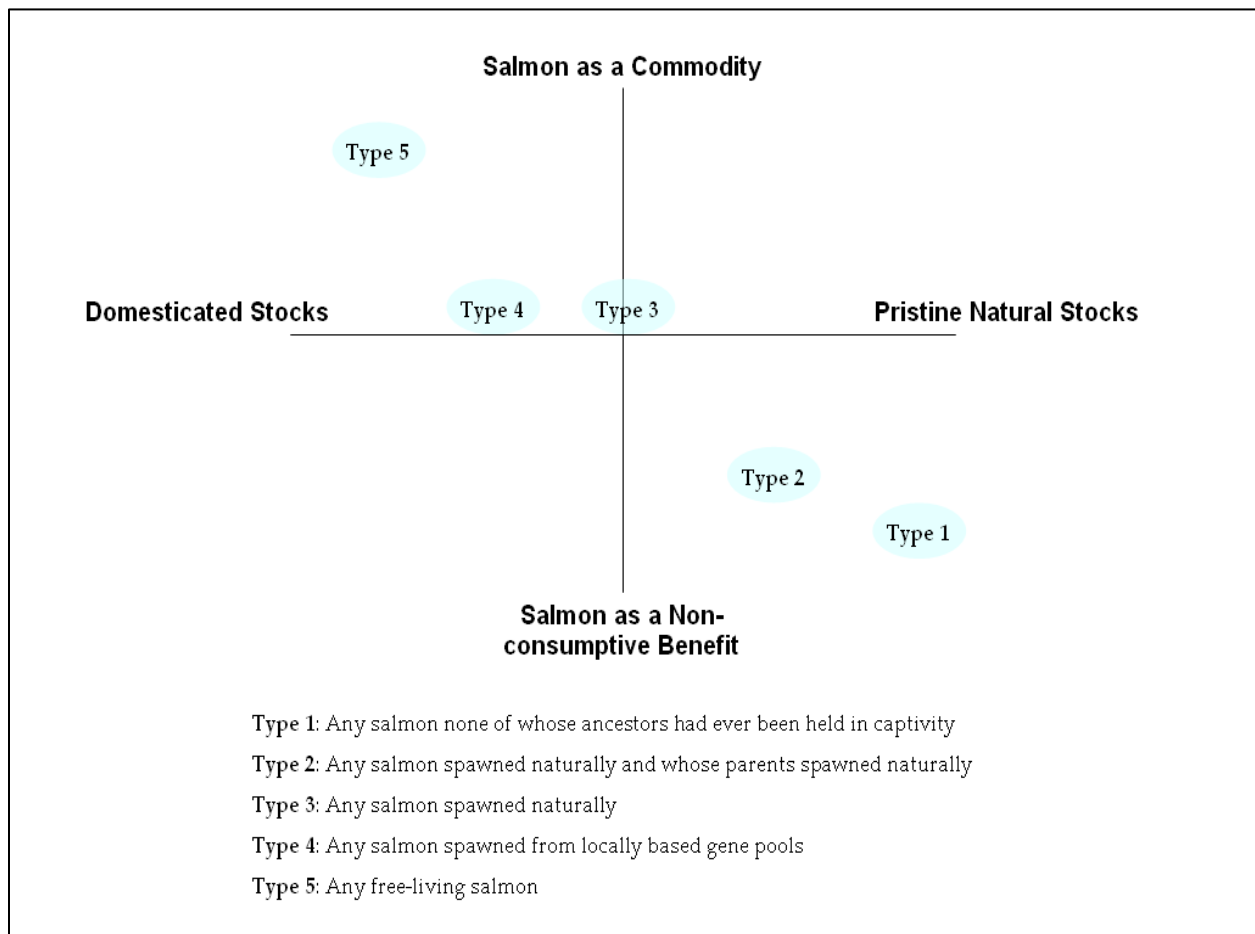 Salmon as a Commodity
Type 5
Domesticated Stocks
Type 4
Type 3
Pristine Natural Stocks
Type 2
Type 1
Salmon as a Non-
consumptive Benefit
Type 1: Any salmon none of whose ancestors had ever been held in captivity
Type 2: Any salmon spawned naturally and whose parents spawned naturally
Type 3: Any salmon spawned naturally
Type 4: Any salmon spawned from locally based gene pools
Type 5: Any free-living salmon